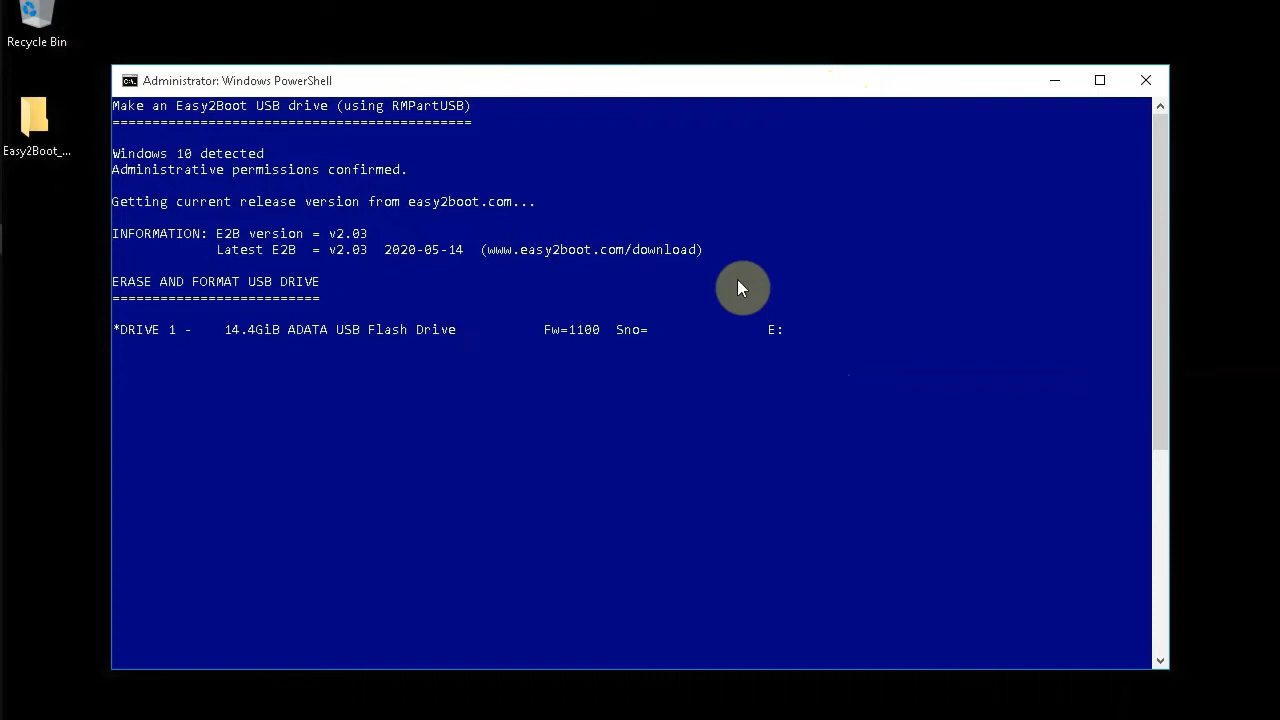 Recycle Bin
Easy2Boot_...
Administrator: Windows PowerShell
Make an Easy2Boot USB drive (using RMPartUSB)
=============================================
Windows 10 detected
Administrative permissions confirmed.
Getting current release version from easy2boot.com...
INFORMATION: E2B version = v2.03
Latest E2B = v2.03 2020-05-14 (www.easy2boot.com/download)
ERASE AND FORMAT USB DRIVE
==========================
*DRIVE 1 - 14.4GiB ADATA USB Flash Drive Fw=1100 Sno= E: